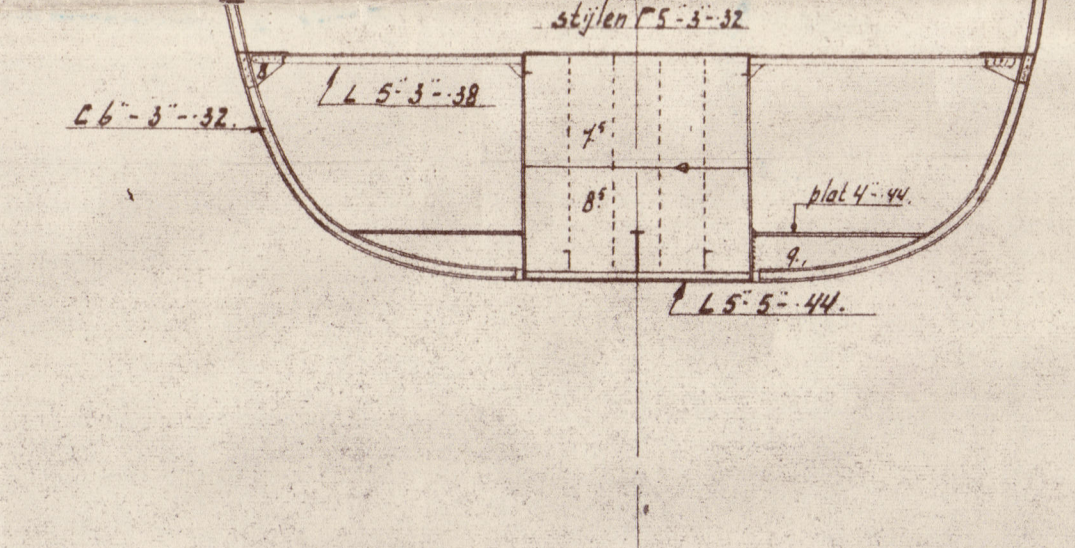 stijlen Γ 5"-3"-·32
L 5"-3"-·38
C 6"-3"-·32.
7⁵
8⁵
8
plat 4"-·44.
9.
L 5"-5"-·44.